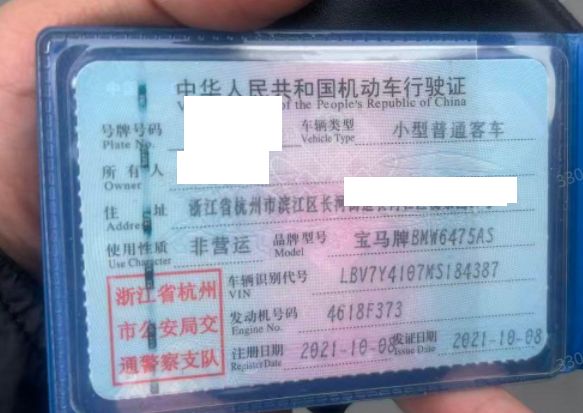 中华人民共和国机动车行驶证
of the People's Republic of China
号牌号码 车辆类型 小型普通客车
Plate No. Vehicle Type
所有人
Owner
住址 浙江省杭州市滨江区长河街道长
Address
使用性质 非营运 品牌型号 宝马牌BMW6475AS
Use Character Model
浙江省杭州
市公安局交
通警察支队
车辆识别代号 LBV7Y4107MS184387
VIN
发动机号码 4618F373
Engine No.
注册日期 2021-10-08 发证日期 2021-10-08
Register Date Issue Date